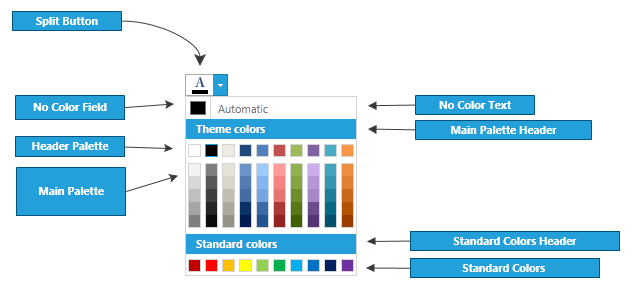 Split Button
A
No Color Field
Automatic
No Color Text
Theme colors
Main Palette Header
Header Palette
Main Palette
Standard colors
Standard Colors Header
Standard Colors